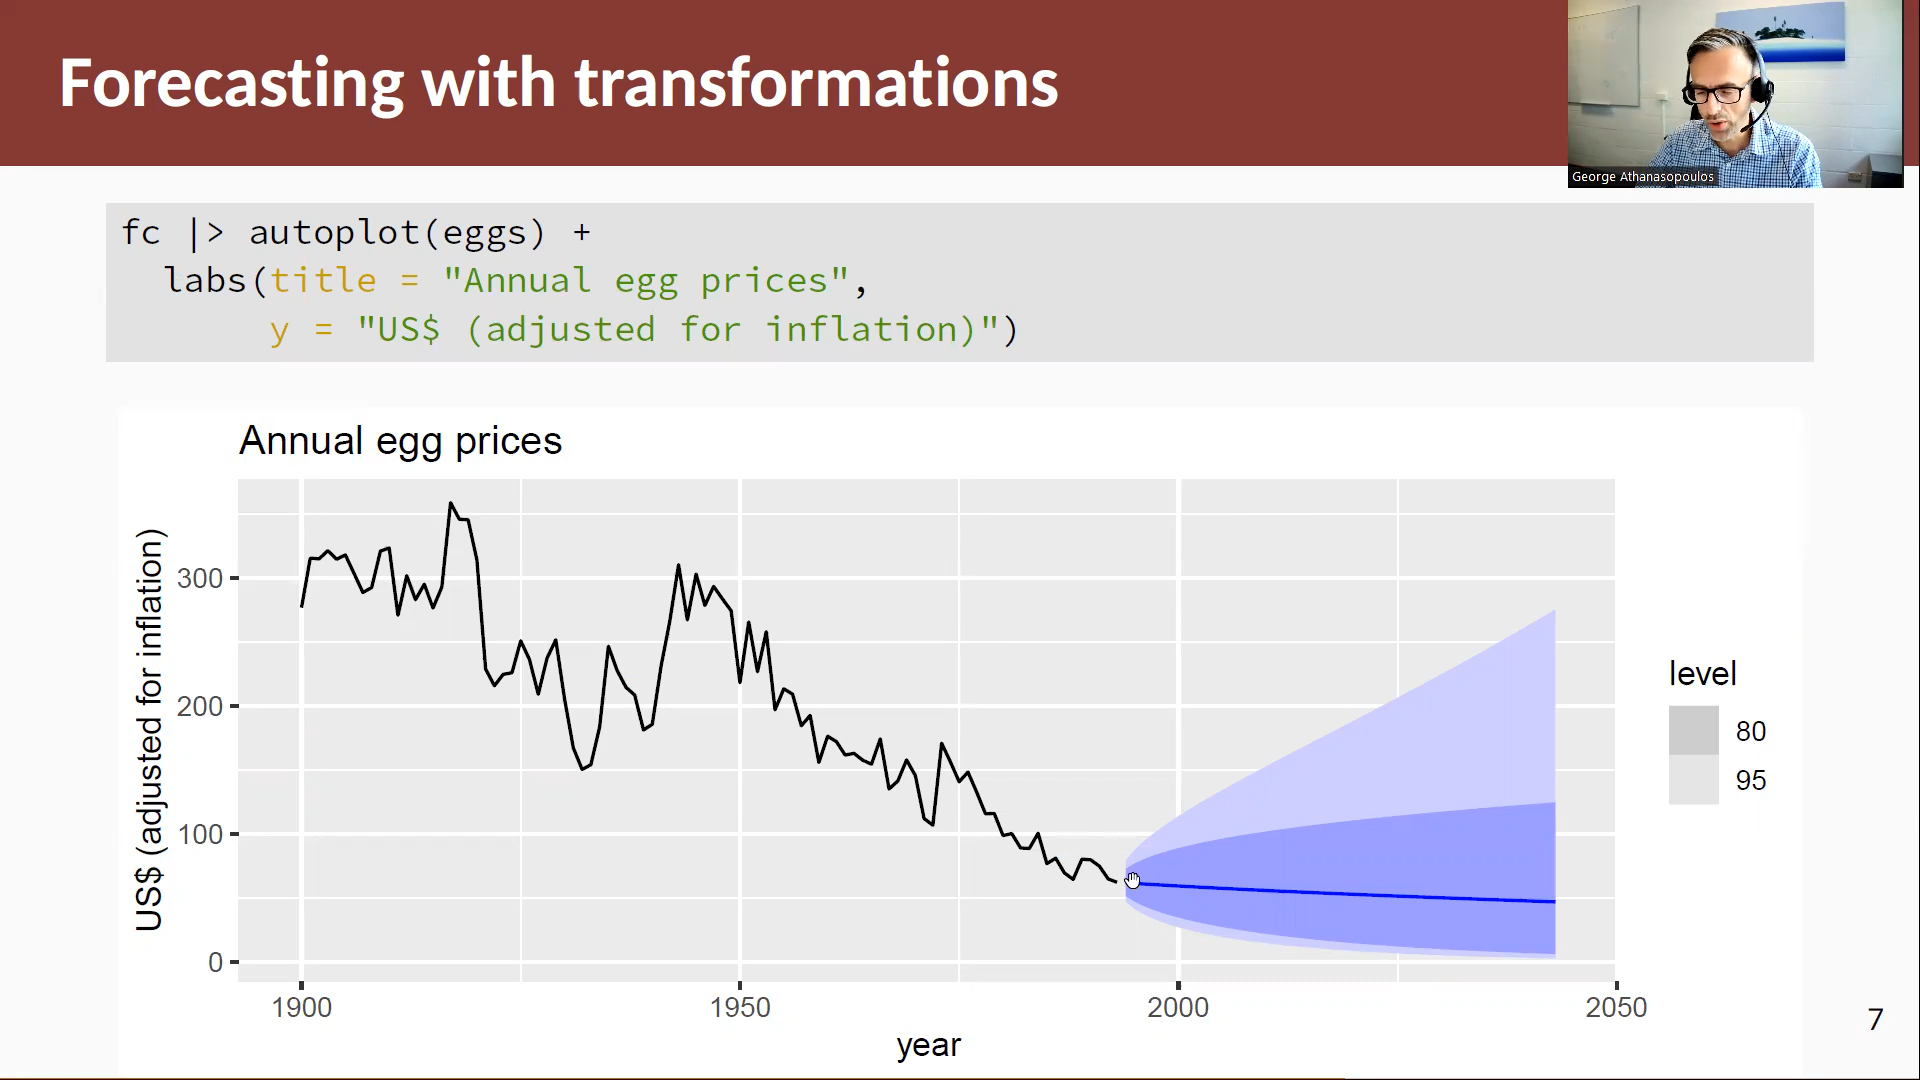 Forecasting with transformations
George Athanasopoulos
fc |> autoplot(eggs) +
labs(title = "Annual egg prices",
y = "US$ (adjusted for inflation)")
Annual egg prices
US$ (adjusted for inflation)
300
200
100
0
1900
1950
2000
2050
year
level
80
95
7